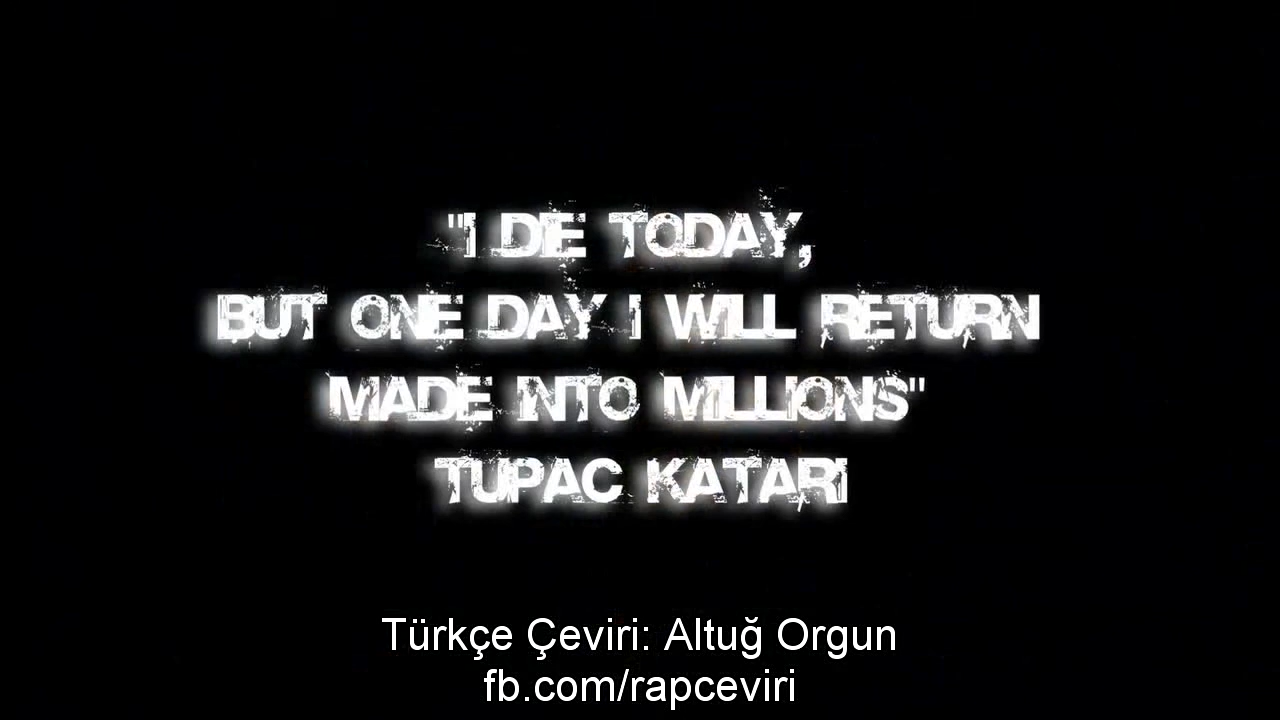 "I DIE TODAY,
BUT ONE DAY I WILL RETURN
MADE INTO MILLIONS"
TUPAC KATARI
Türkçe Çeviri: Altuğ Orgun
fb.com/rapceviri